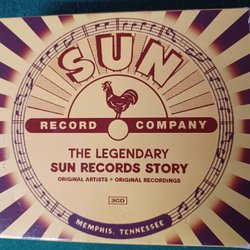 SUN
RECORD COMPANY
THE LEGENDARY
SUN RECORDS STORY
ORIGINAL ARTISTS • ORIGINAL RECORDINGS
3CD
MEMPHIS, TENNESSEE